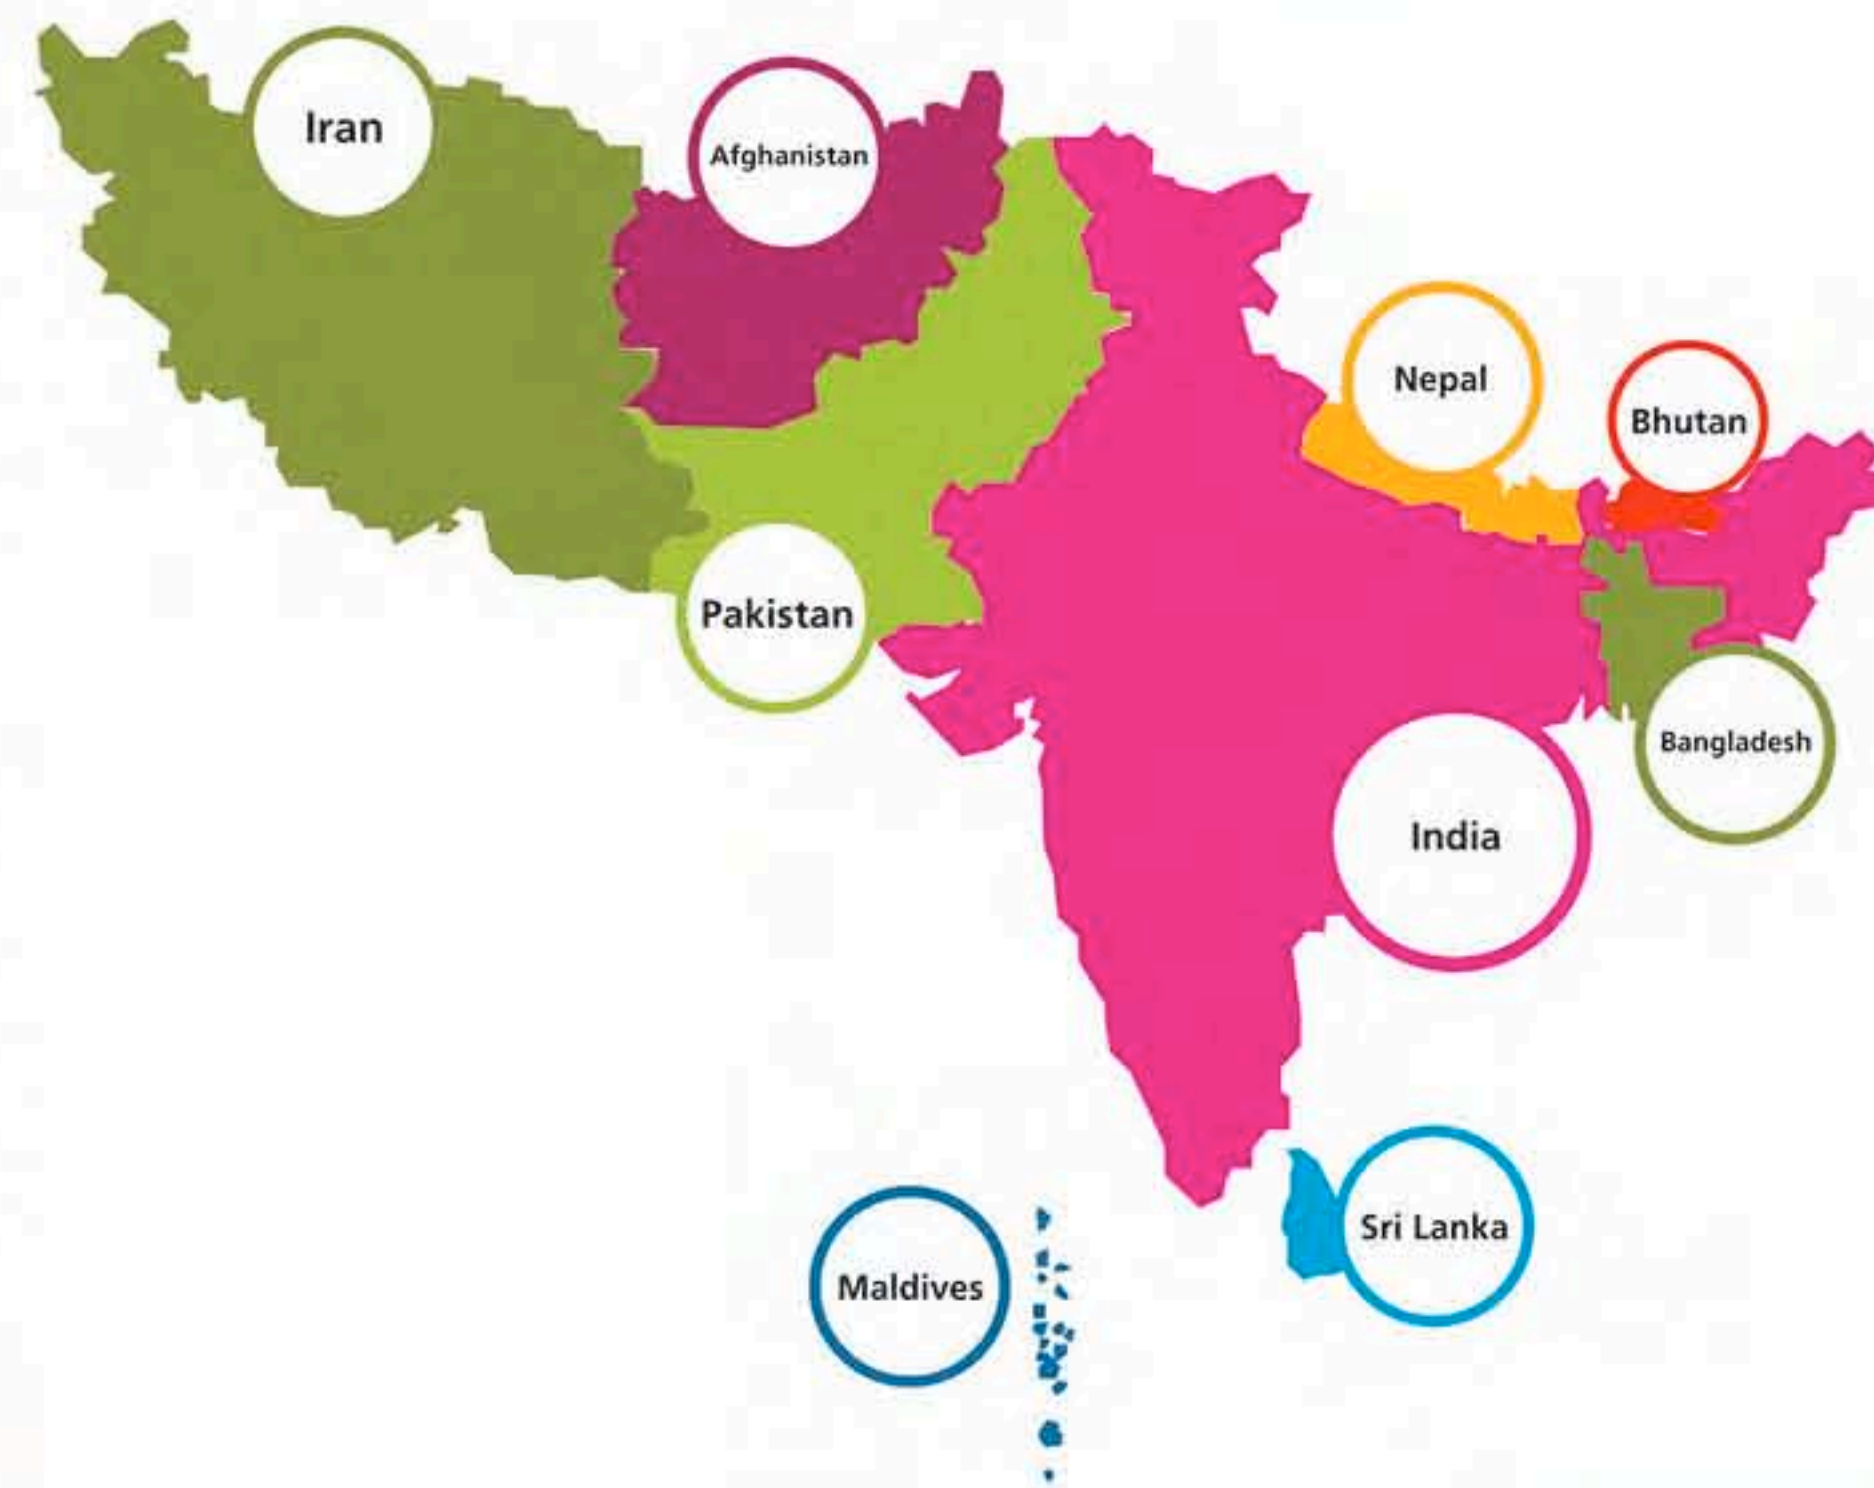 Iran
Afghanistan
Nepal
Bhutan
Pakistan
Bangladesh
India
Sri Lanka
Maldives